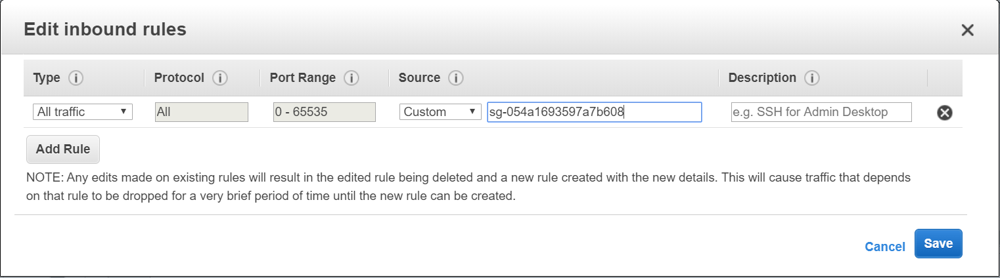 Edit inbound rules
Type Protocol Port Range Source Description
All traffic All 0 - 65535 Custom sg-054a1693597a7b608 e.g. SSH for Admin Desktop
Add Rule
NOTE: Any edits made on existing rules will result in the edited rule being deleted and a new rule created with the new details. This will cause traffic that depends
on that rule to be dropped for a very brief period of time until the new rule can be created.
Cancel Save